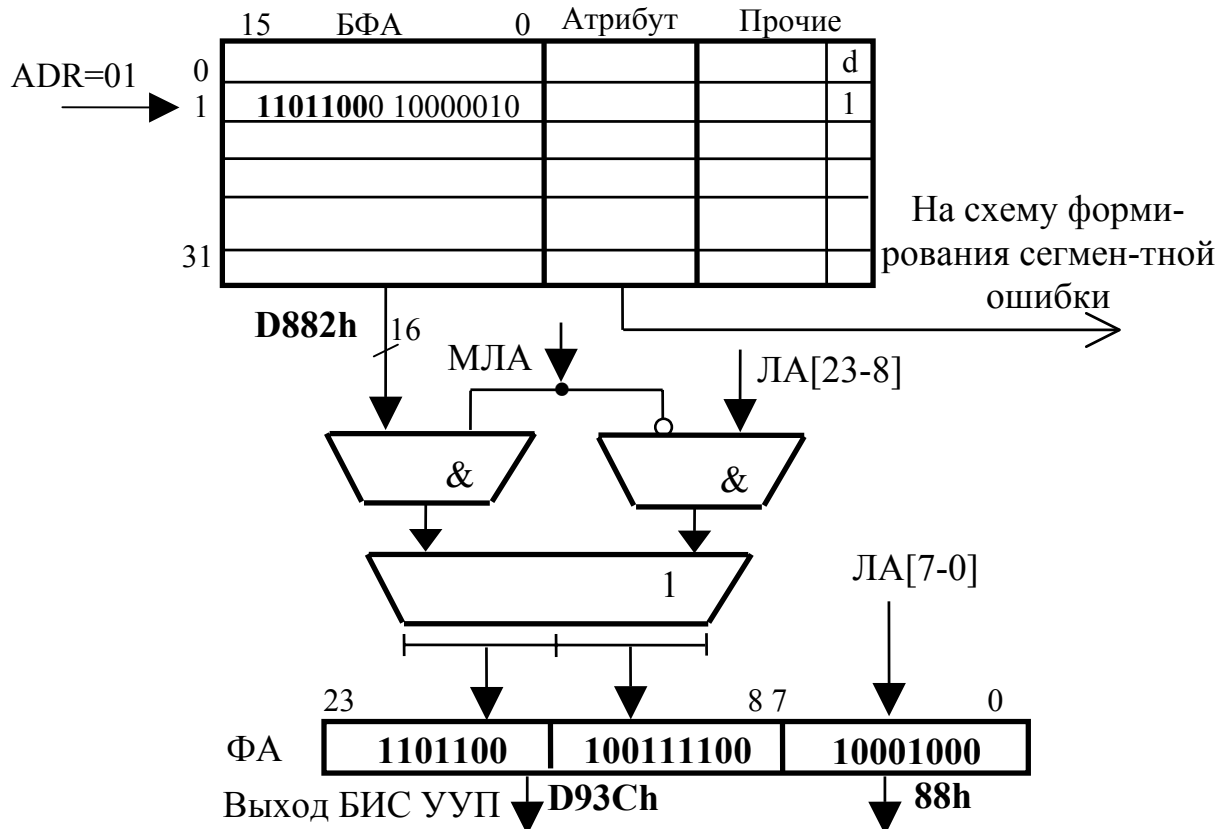 15 БФА 0 Атрибут Прочие
0 d
ADR=01
1 11011000 10000010 1
31
На схему форми-
рования сегмен-тной
ошибки
D882h 16
МЛА ЛА[23-8]
& &
1 ЛА[7-0]
23 8 7 0
ФА 1101100 100111100 10001000
Выход БИС УУП D93Ch 88h